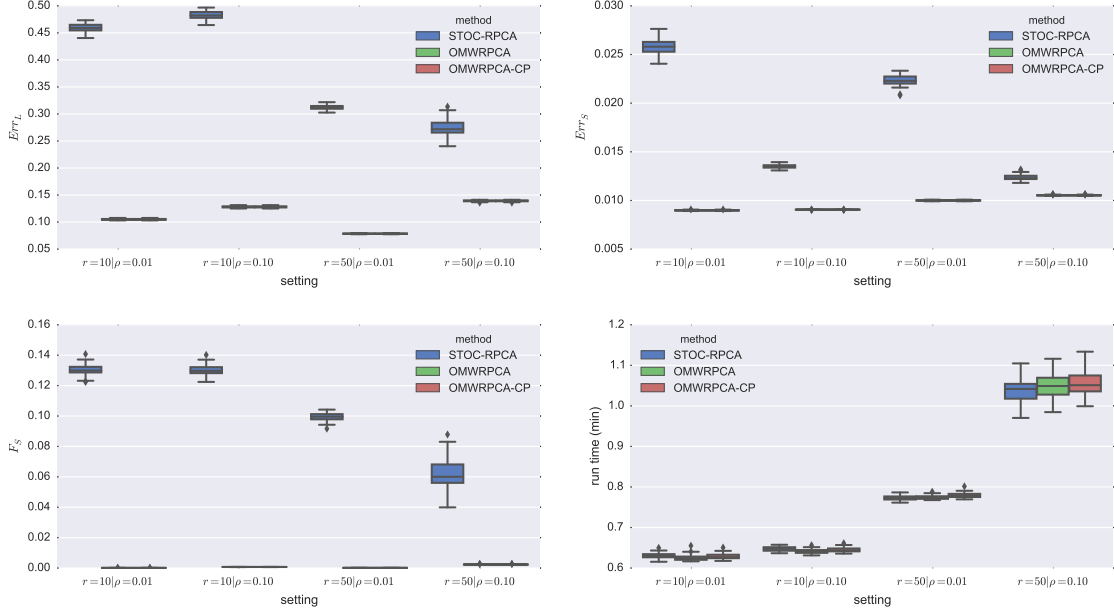 0.50
0.45
0.40
0.35
0.30
0.25
0.20
0.15
0.10
0.05
Err_L
method
STOC-RPCA
OMWRPCA
OMWRPCA-CP
r=10|ρ=0.01
r=10|ρ=0.10
r=50|ρ=0.01
r=50|ρ=0.10
setting
0.030
0.025
0.020
0.015
0.010
0.005
Err_S
method
STOC-RPCA
OMWRPCA
OMWRPCA-CP
r=10|ρ=0.01
r=10|ρ=0.10
r=50|ρ=0.01
r=50|ρ=0.10
setting
0.16
0.14
0.12
0.10
0.08
0.06
0.04
0.02
0.00
F_S
method
STOC-RPCA
OMWRPCA
OMWRPCA-CP
r=10|ρ=0.01
r=10|ρ=0.10
r=50|ρ=0.01
r=50|ρ=0.10
setting
1.2
1.1
1.0
0.9
0.8
0.7
0.6
run time (min)
method
STOC-RPCA
OMWRPCA
OMWRPCA-CP
r=10|ρ=0.01
r=10|ρ=0.10
r=50|ρ=0.01
r=50|ρ=0.10
setting